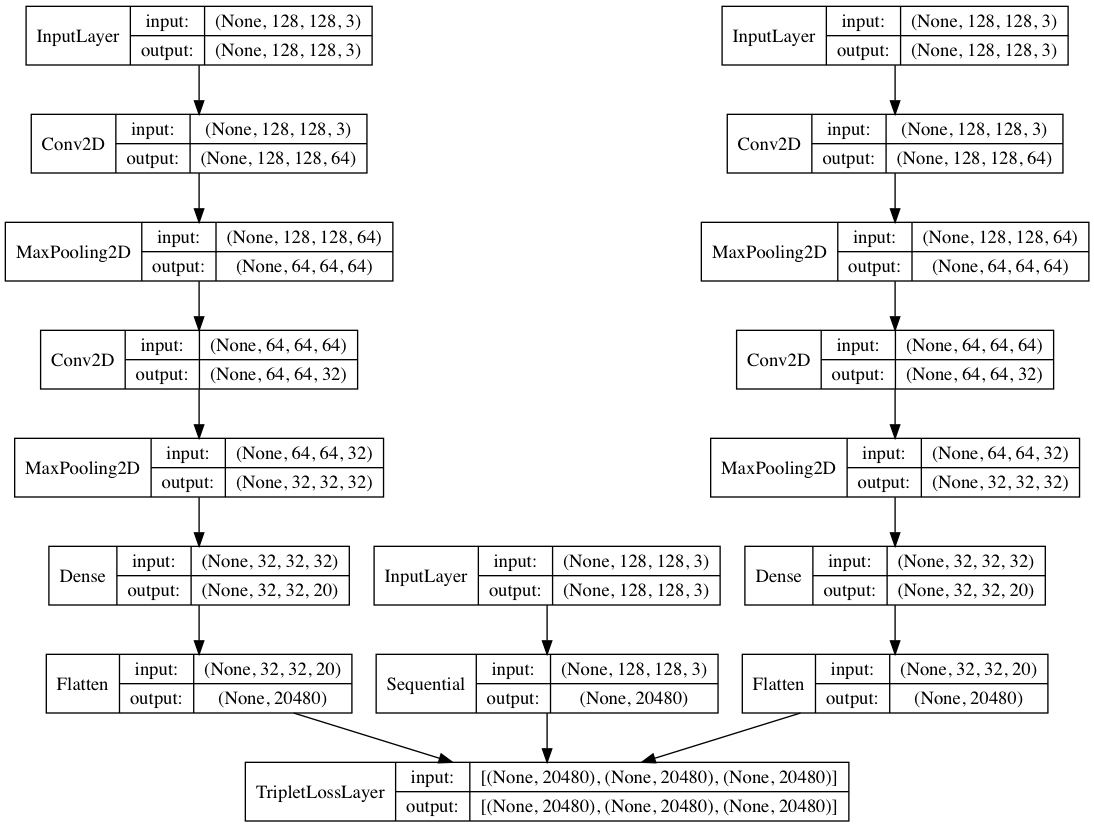 InputLayer
input: (None, 128, 128, 3)
output: (None, 128, 128, 3)
InputLayer
input: (None, 128, 128, 3)
output: (None, 128, 128, 3)
Conv2D
input: (None, 128, 128, 3)
output: (None, 128, 128, 64)
Conv2D
input: (None, 128, 128, 3)
output: (None, 128, 128, 64)
MaxPooling2D
input: (None, 128, 128, 64)
output: (None, 64, 64, 64)
MaxPooling2D
input: (None, 128, 128, 64)
output: (None, 64, 64, 64)
Conv2D
input: (None, 64, 64, 64)
output: (None, 64, 64, 32)
Conv2D
input: (None, 64, 64, 64)
output: (None, 64, 64, 32)
MaxPooling2D
input: (None, 64, 64, 32)
output: (None, 32, 32, 32)
MaxPooling2D
input: (None, 64, 64, 32)
output: (None, 32, 32, 32)
Dense
input: (None, 32, 32, 32)
output: (None, 32, 32, 20)
InputLayer
input: (None, 128, 128, 3)
output: (None, 128, 128, 3)
Dense
input: (None, 32, 32, 32)
output: (None, 32, 32, 20)
Flatten
input: (None, 32, 32, 20)
output: (None, 20480)
Sequential
input: (None, 128, 128, 3)
output: (None, 20480)
Flatten
input: (None, 32, 32, 20)
output: (None, 20480)
TripletLossLayer
input: [(None, 20480), (None, 20480), (None, 20480)]
output: [(None, 20480), (None, 20480), (None, 20480)]